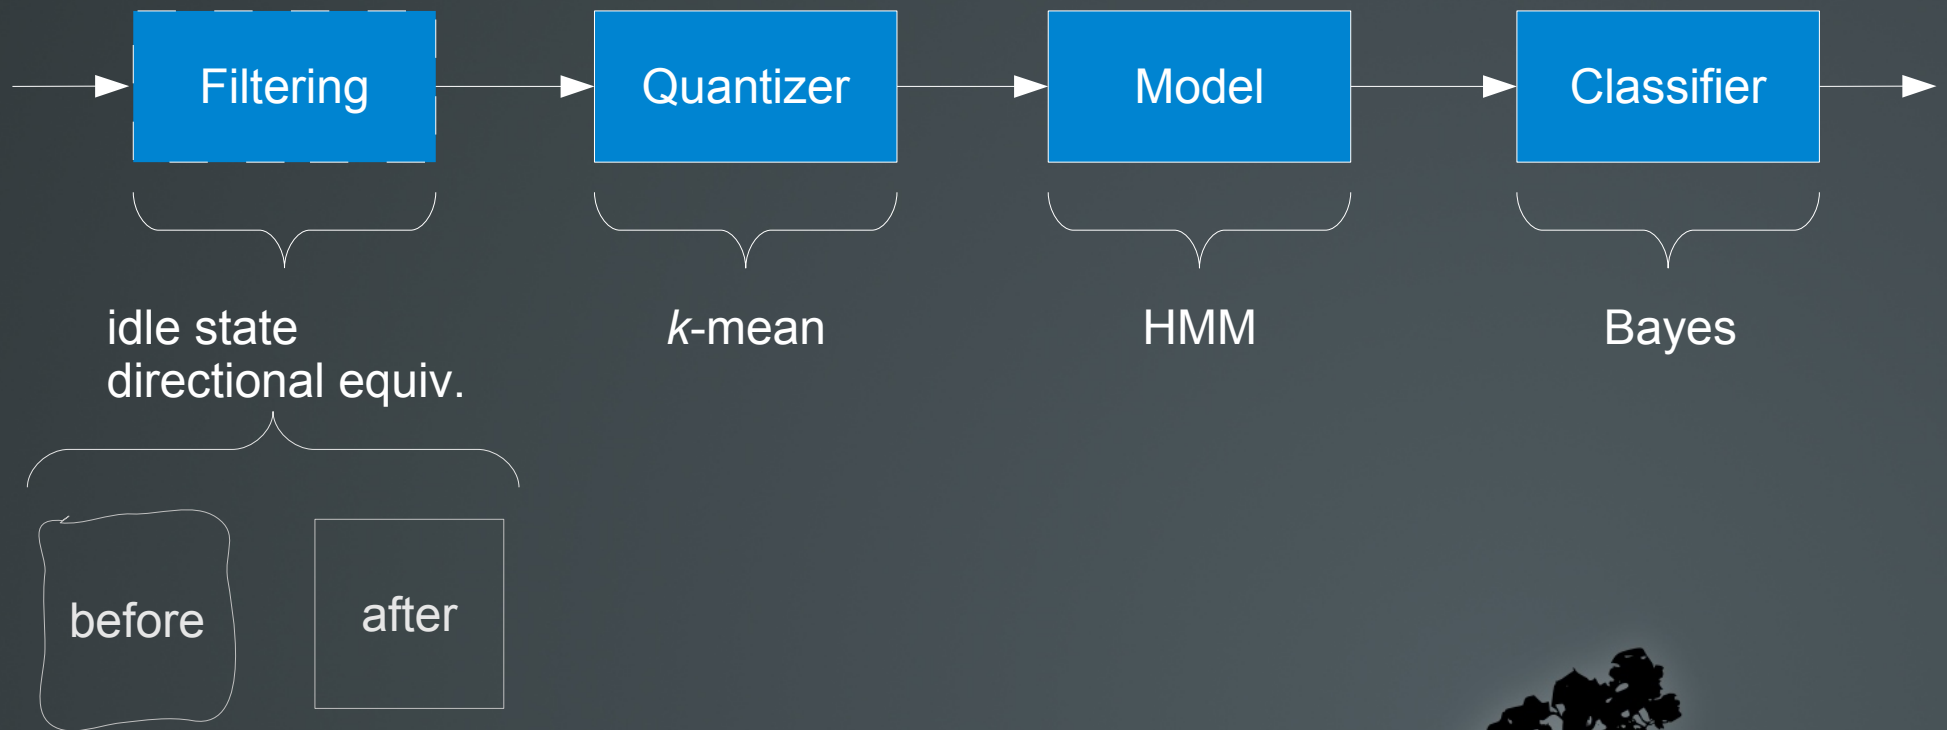 Filtering
Quantizer
Model
Classifier
idle state
directional equiv.
k-mean
HMM
Bayes
before
after